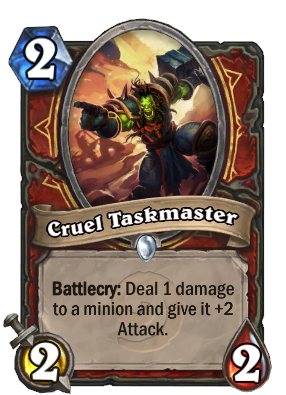 2
Cruel Taskmaster
Battlecry: Deal 1 damage
to a minion and give it +2
Attack.
2
2